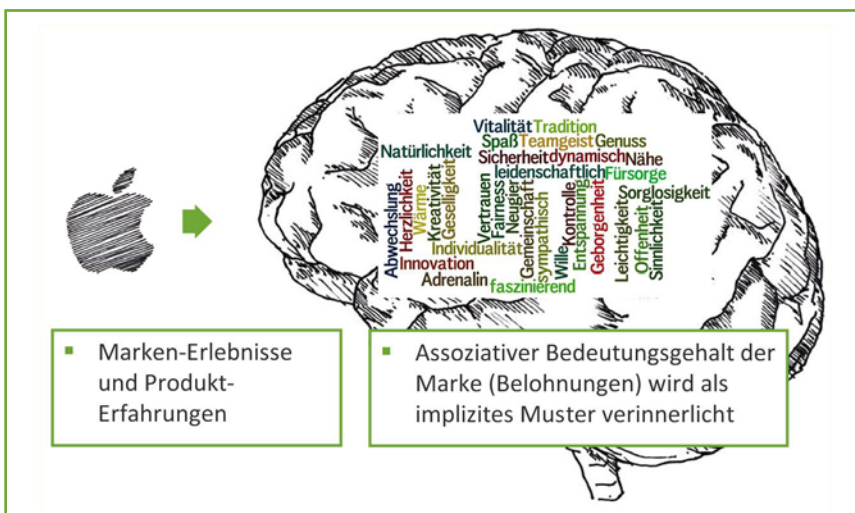 Vitalität Tradition
Spaß Teamgeist Genuss
Natürlichkeit
Sicherheit dynamisch Nähe
leidenschaftlich Fürsorge
Abwechslung
Herzlichkeit
Wärme
Kreativität
Geselligkeit
Vertrauen
Fairness
Neugier
Gemeinschaft
sympathisch
Wille
Kontrolle
Entspannung
Geborgenheit
Sorglosigkeit
Leichtigkeit
Offenheit
Sinnlichkeit
Individualität
Innovation
Adrenalin
faszinierend
▪ Marken-Erlebnisse
und Produkt-
Erfahrungen
▪ Assoziativer Bedeutungsgehalt der
Marke (Belohnungen) wird als
implizites Muster verinnerlicht